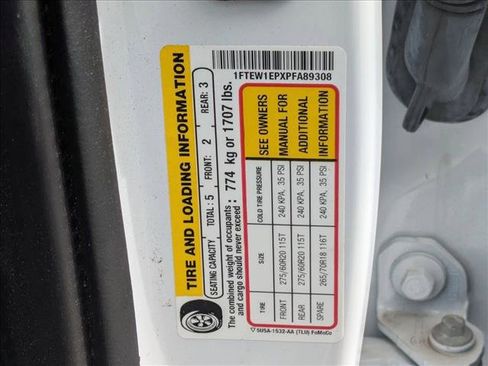 TIRE AND LOADING INFORMATION
SEATING CAPACITY TOTAL: 5 FRONT: 2 REAR: 3
The combined weight of occupants and cargo should never exceed : 774 kg or 1707 lbs.
TIRE SIZE COLD TIRE PRESSURE
FRONT 275/60R20 115T 240 KPA, 35 PSI
REAR 275/60R20 115T 240 KPA, 35 PSI
SPARE 265/70R18 116T 240 KPA, 35 PSI
SEE OWNERS
MANUAL FOR
ADDITIONAL
INFORMATION
5U5A-1532-AA (TLU) FoMoCo
1FTEW1EPXPFA89308